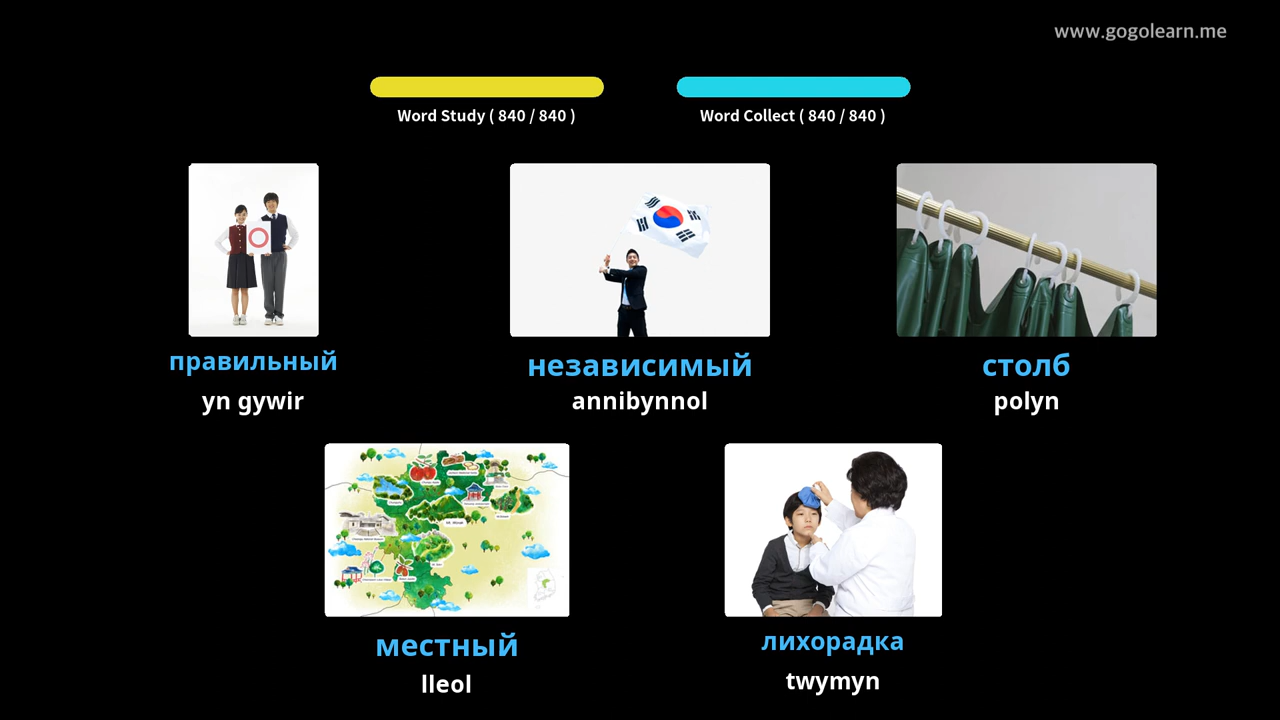 www.gogolearn.me
Word Study ( 840 / 840 )
Word Collect ( 840 / 840 )
правильный
yn gywir
независимый
annibynnol
столб
polyn
местный
lleol
лихорадка
twymyn